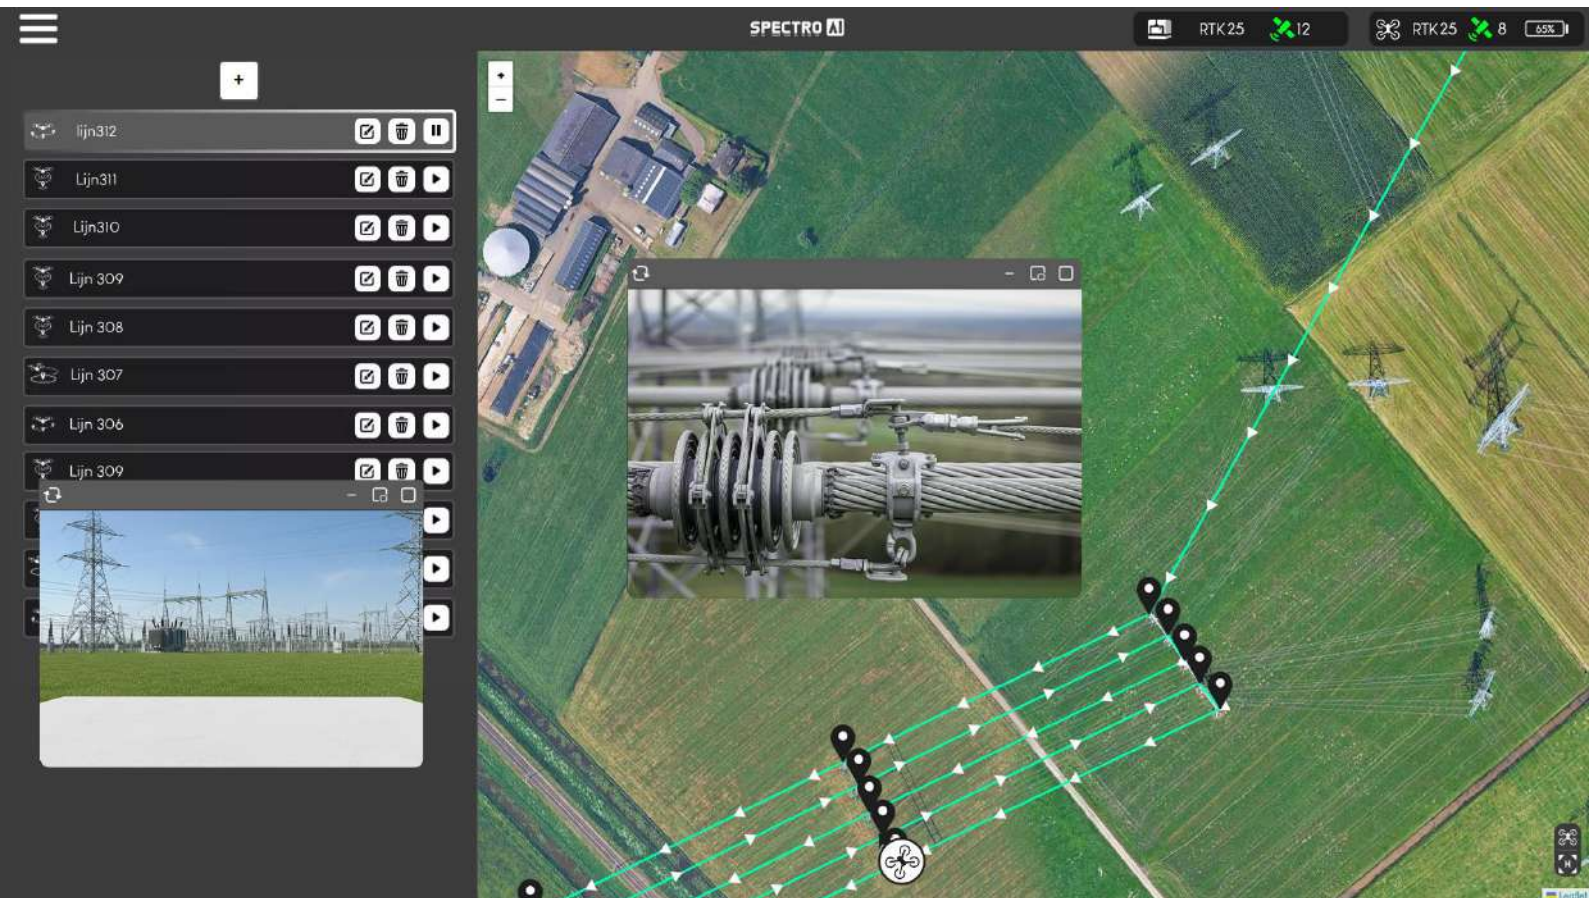 SPECTRO AI
RTK25 12
RTK25 8 65%
+
lijn312
Lijn311
Lijn310
Lijn 309
Lijn 308
Lijn 307
Lijn 306
Lijn 309
+
−
N
Leaflet